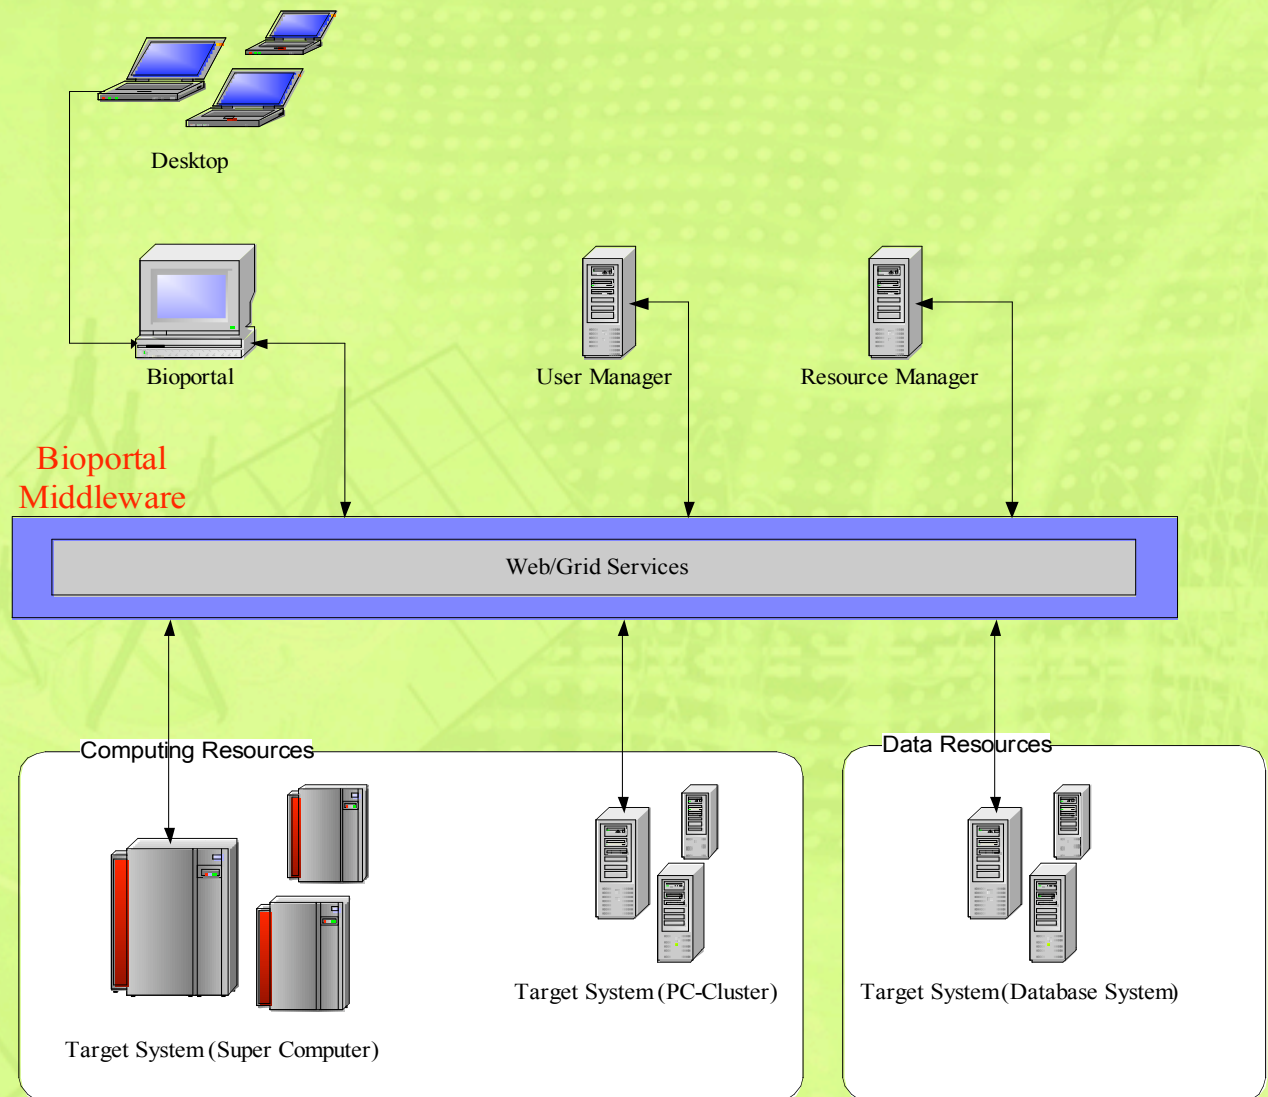 Desktop
Bioportal
User Manager
Resource Manager
Bioportal
Middleware
Web/Grid Services
Computing Resources
Data Resources
Target System (PC-Cluster)
Target System (Database System)
Target System (Super Computer)